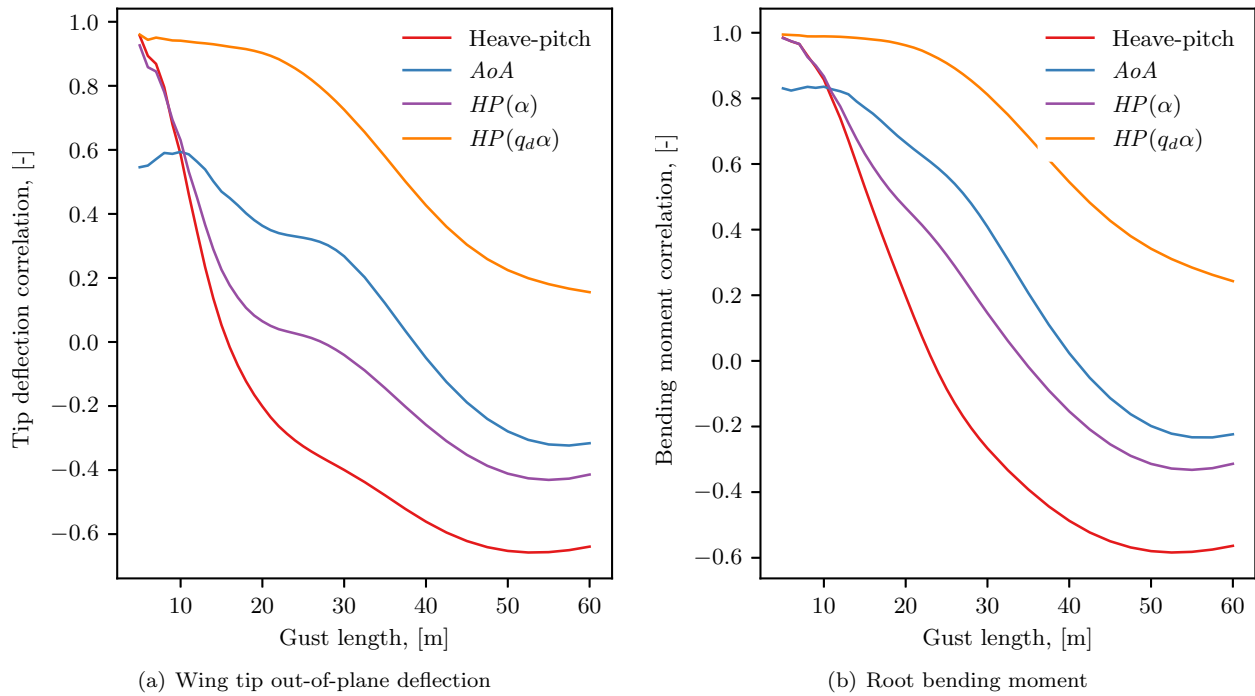 1.0
0.8
0.6
0.4
0.2
0.0
−0.2
−0.4
−0.6
Tip deflection correlation, [-]
10 20 30 40 50 60
Gust length, [m]
Heave-pitch
AoA
HP(α)
HP(q_dα)
(a) Wing tip out-of-plane deflection
1.0
0.8
0.6
0.4
0.2
0.0
−0.2
−0.4
−0.6
Bending moment correlation, [-]
10 20 30 40 50 60
Gust length, [m]
Heave-pitch
AoA
HP(α)
HP(q_dα)
(b) Root bending moment